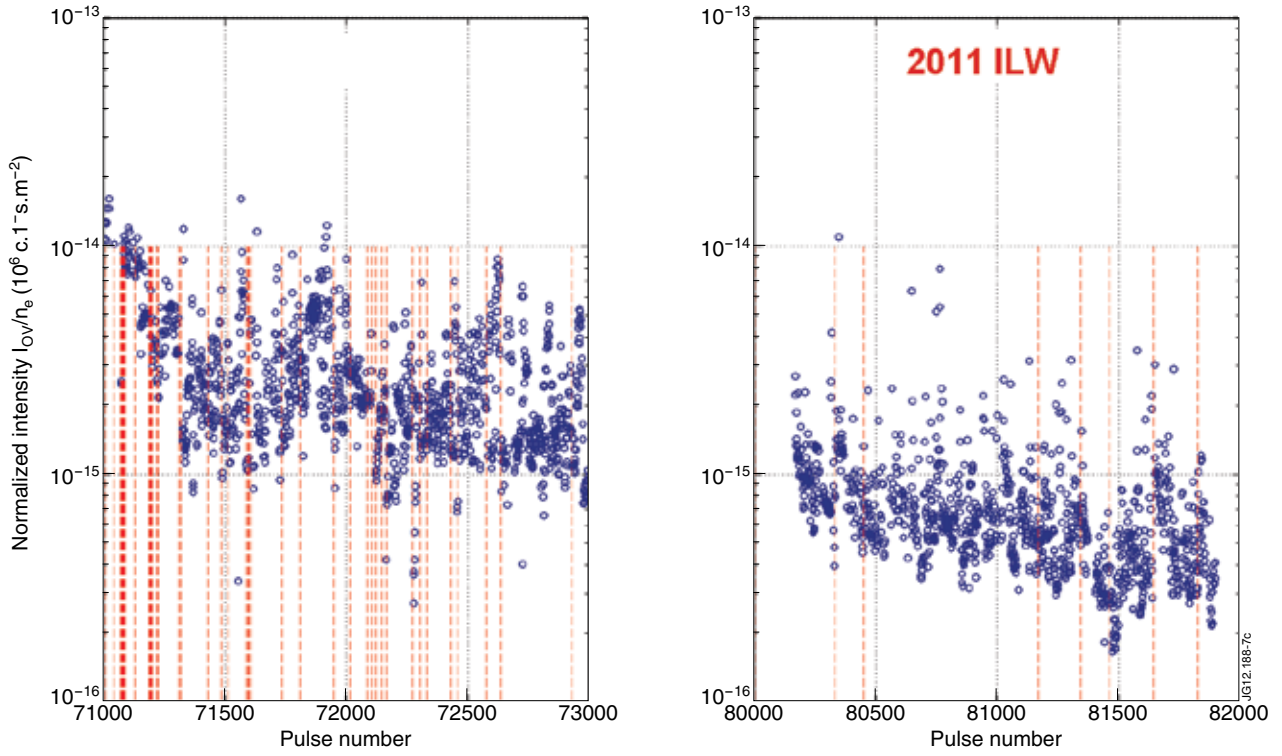 10⁻¹³
10⁻¹⁴
10⁻¹⁵
10⁻¹⁶
Normalized intensity I_OV/n_e (10⁶ c.1⁻s.m⁻²)
71000 71500 72000 72500 73000
Pulse number
10⁻¹³
2011 ILW
10⁻¹⁴
10⁻¹⁵
10⁻¹⁶
80000 80500 81000 81500 82000
Pulse number
JG12.188-7c